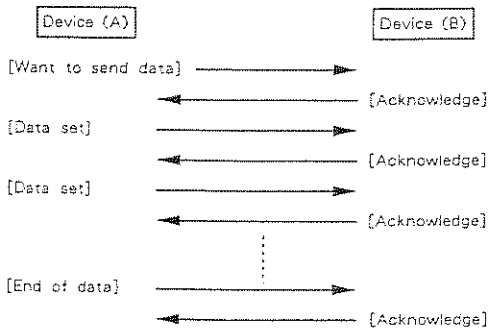 Device (A)
Device (B)
[Want to send data]
[Acknowledge]
[Data set]
[Acknowledge]
[Data set]
[Acknowledge]
[End of data]
[Acknowledge]